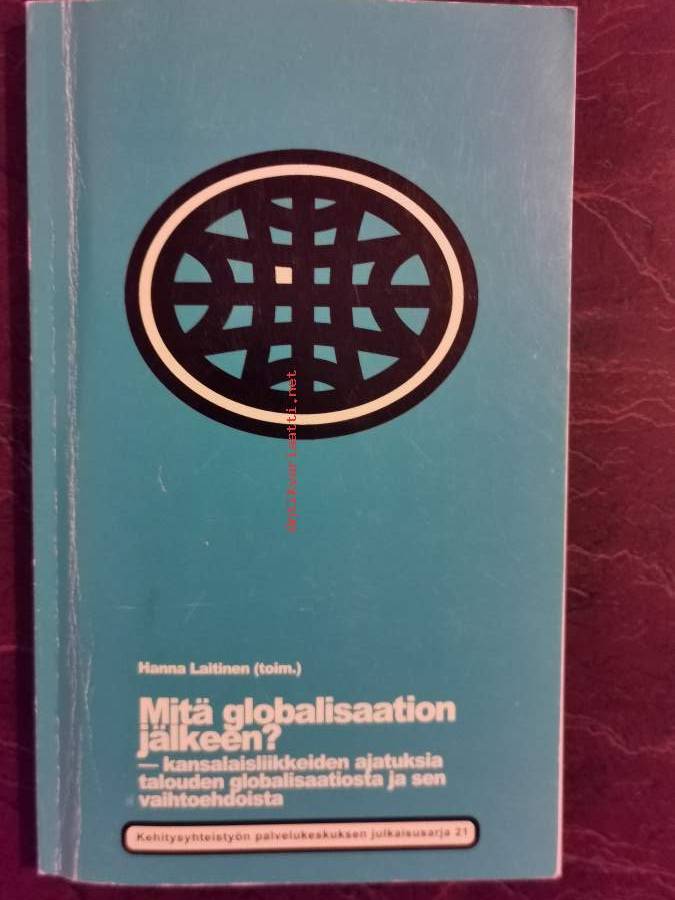 antikvariaatti.net
Hanna Laitinen (toim.)
Mitä globalisaation
jälkeen?
— kansalaisliikkeiden ajatuksia
talouden globalisaatiosta ja sen
vaihtoehdoista
Kehitysyhteistyön palvelukeskuksen julkaisusarja 21